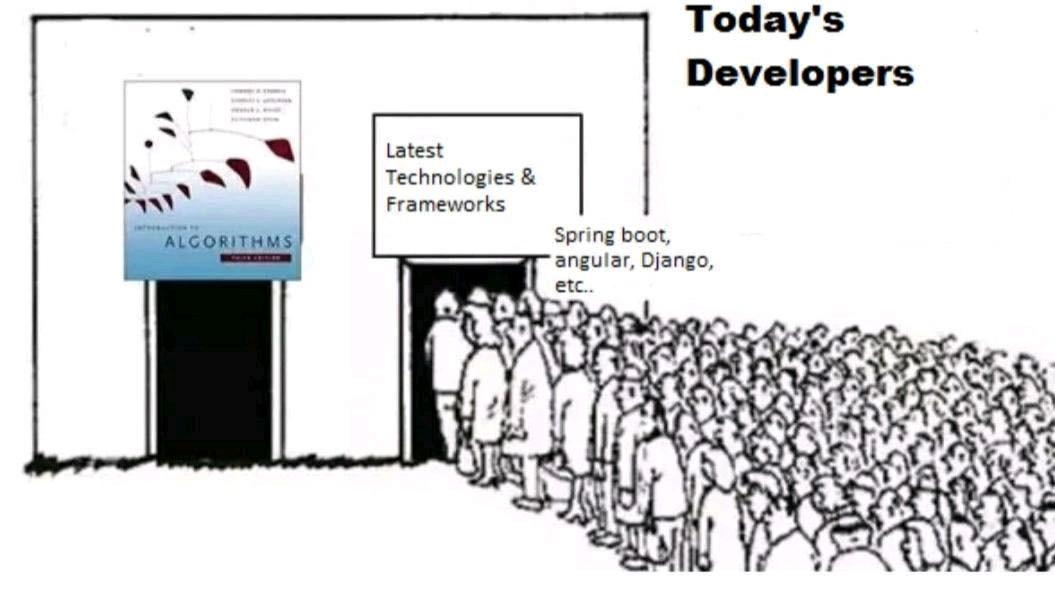 Today's
Developers
INTRODUCTION TO
ALGORITHMS
THIRD EDITION
Latest
Technologies &
Frameworks
Spring boot,
angular, Django,
etc..